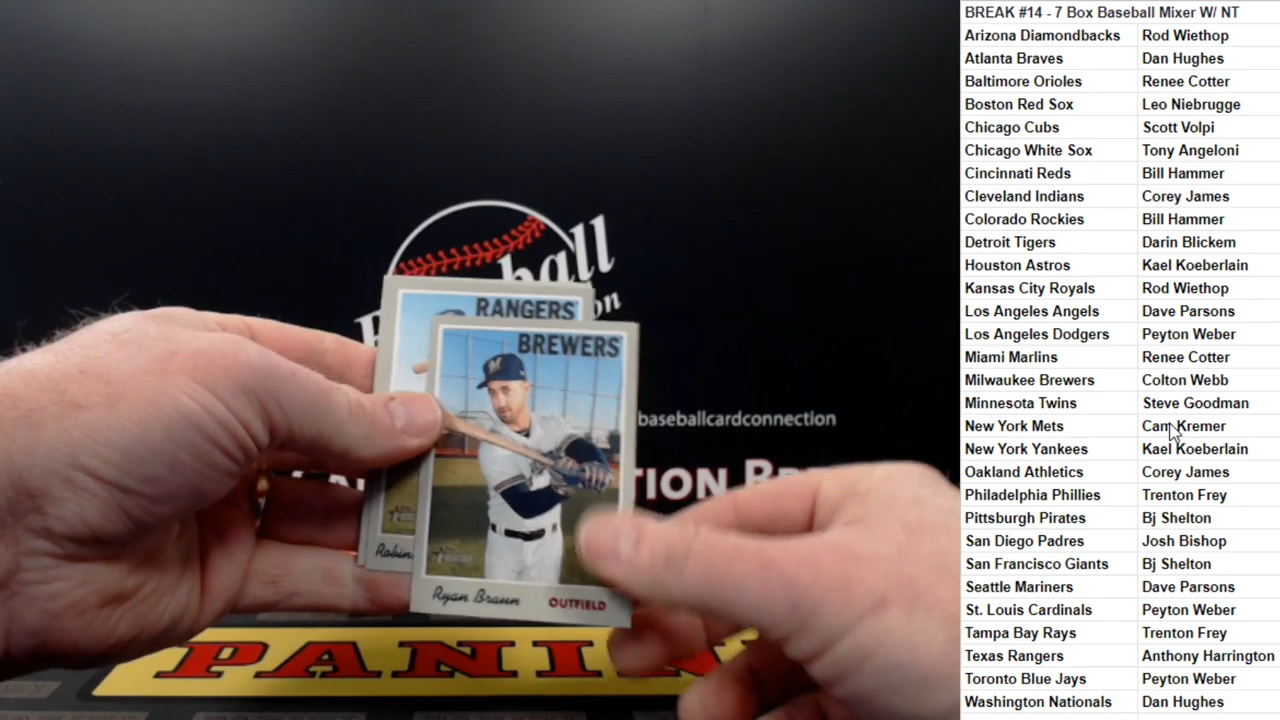 BREAK #14 - 7 Box Baseball Mixer W/ NT
Arizona Diamondbacks Rod Wiethop
Atlanta Braves Dan Hughes
Baltimore Orioles Renee Cotter
Boston Red Sox Leo Niebrugge
Chicago Cubs Scott Volpi
Chicago White Sox Tony Angeloni
Cincinnati Reds Bill Hammer
Cleveland Indians Corey James
Colorado Rockies Bill Hammer
Detroit Tigers Darin Blickem
Houston Astros Kael Koeberlain
Kansas City Royals Rod Wiethop
Los Angeles Angels Dave Parsons
Los Angeles Dodgers Peyton Weber
Miami Marlins Renee Cotter
Milwaukee Brewers Colton Webb
Minnesota Twins Steve Goodman
New York Mets Cam Kremer
New York Yankees Kael Koeberlain
Oakland Athletics Corey James
Philadelphia Phillies Trenton Frey
Pittsburgh Pirates Bj Shelton
San Diego Padres Josh Bishop
San Francisco Giants Bj Shelton
Seattle Mariners Dave Parsons
St. Louis Cardinals Peyton Weber
Tampa Bay Rays Trenton Frey
Texas Rangers Anthony Harrington
Toronto Blue Jays Peyton Weber
Washington Nationals Dan Hughes
RANGERS
BREWERS
Ryan Braun OUTFIELD
baseballcardconnection
PANINI